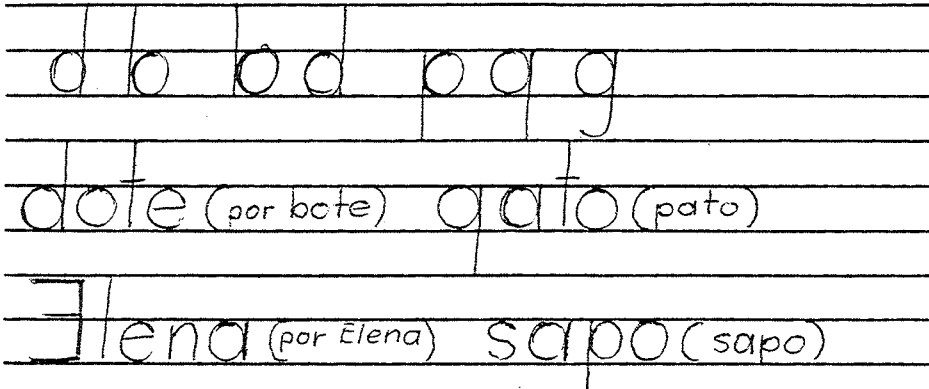 d b b d p q g
dote (por bote) qato (pato)
Ǝlena (por Elena) sapo (sapo)